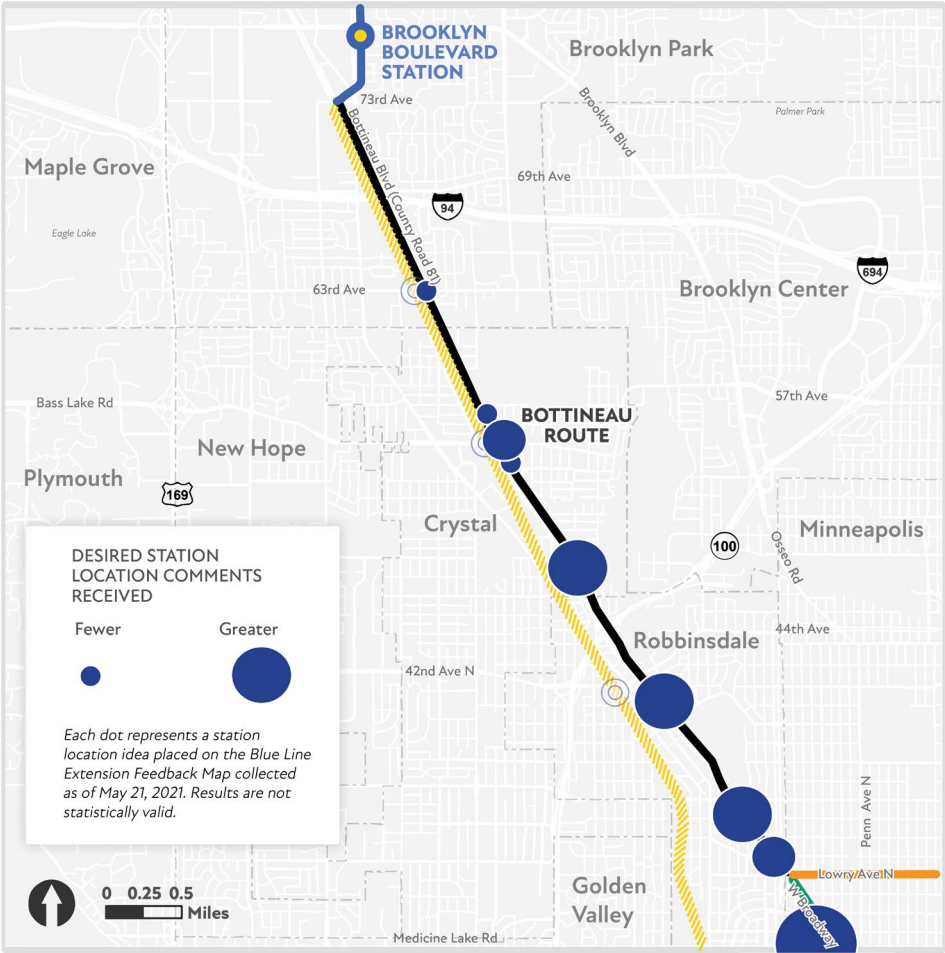 BROOKLYN
BOULEVARD
STATION
Brooklyn Park
73rd Ave
Brooklyn Blvd
Palmer Park
Bottineau Blvd (County Road 81)
Maple Grove
69th Ave
94
Eagle Lake
694
63rd Ave
Brooklyn Center
57th Ave
Bass Lake Rd
BOTTINEAU
ROUTE
New Hope
Plymouth
169
Crystal
Minneapolis
100
Osseo Rd
DESIRED STATION
LOCATION COMMENTS
RECEIVED
Fewer
Greater
44th Ave
Robbinsdale
42nd Ave N
Each dot represents a station
location idea placed on the Blue Line
Extension Feedback Map collected
as of May 21, 2021. Results are not
statistically valid.
Penn Ave N
Lowry Ave N
W Broadway
Golden
Valley
0 0.25 0.5
Miles
Medicine Lake Rd